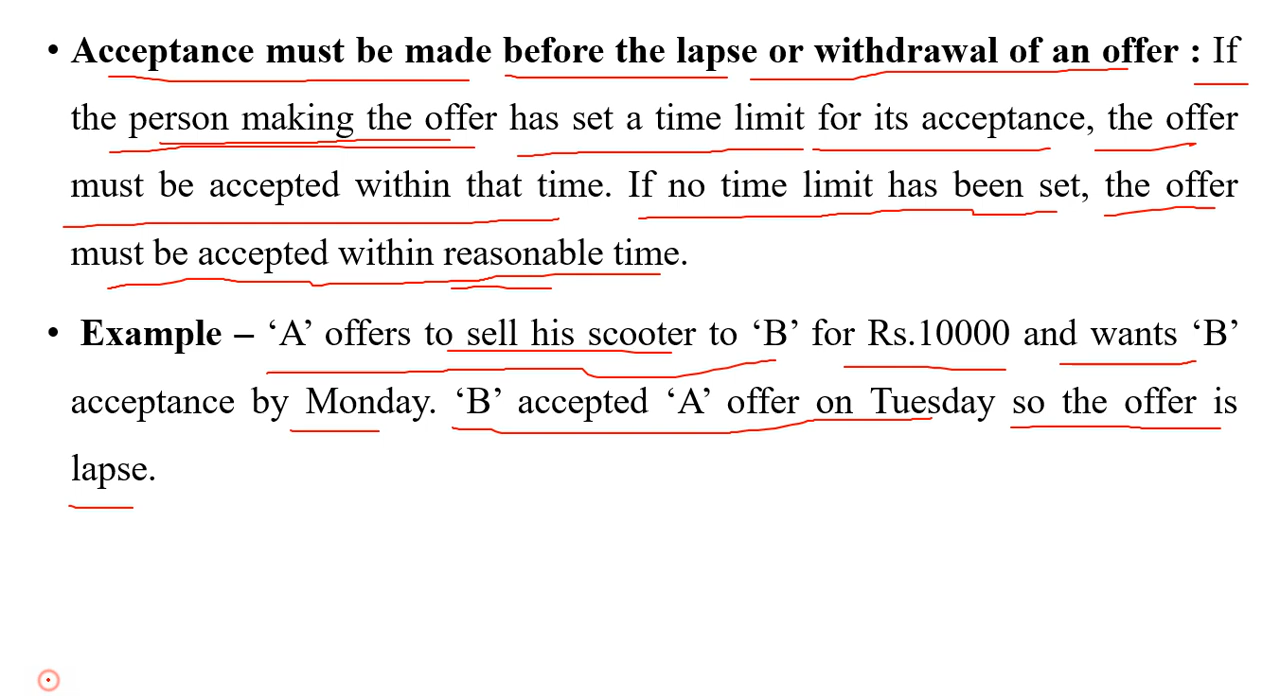 • Acceptance must be made before the lapse or withdrawal of an offer : If
the person making the offer has set a time limit for its acceptance, the offer
must be accepted within that time. If no time limit has been set, the offer
must be accepted within reasonable time.
• Example – ‘A’ offers to sell his scooter to ‘B’ for Rs.10000 and wants ‘B’
acceptance by Monday. ‘B’ accepted ‘A’ offer on Tuesday so the offer is
lapse.